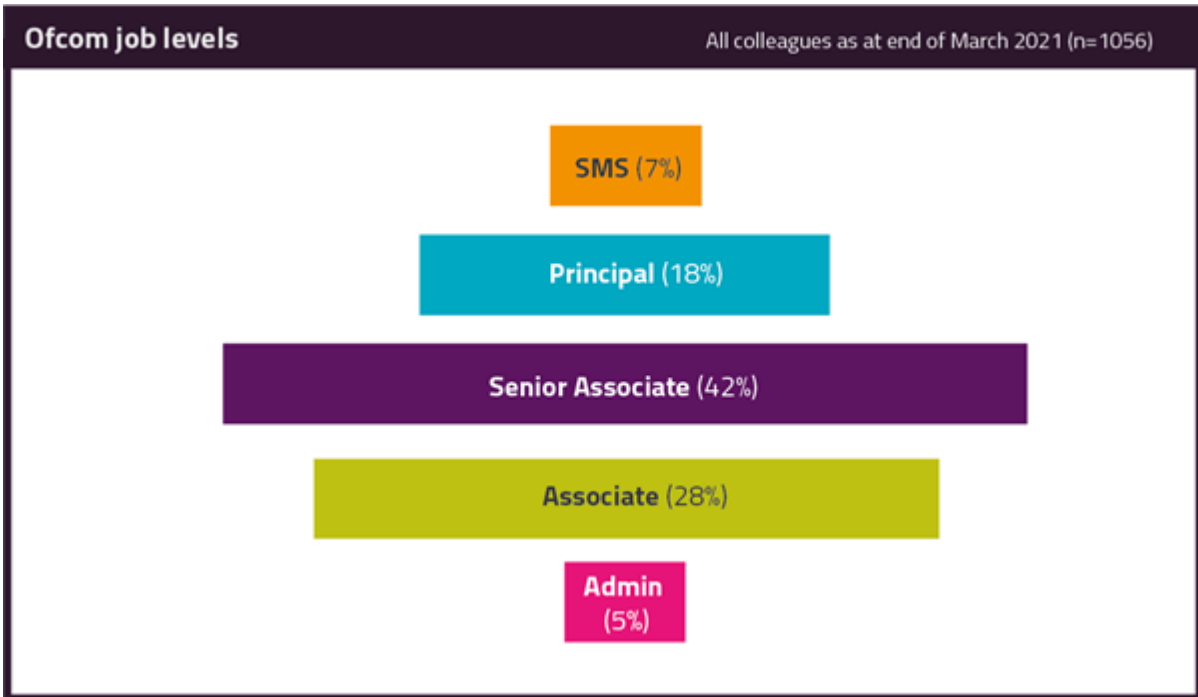 Ofcom job levels
All colleagues as at end of March 2021 (n=1056)
SMS (7%)
Principal (18%)
Senior Associate (42%)
Associate (28%)
Admin
(5%)